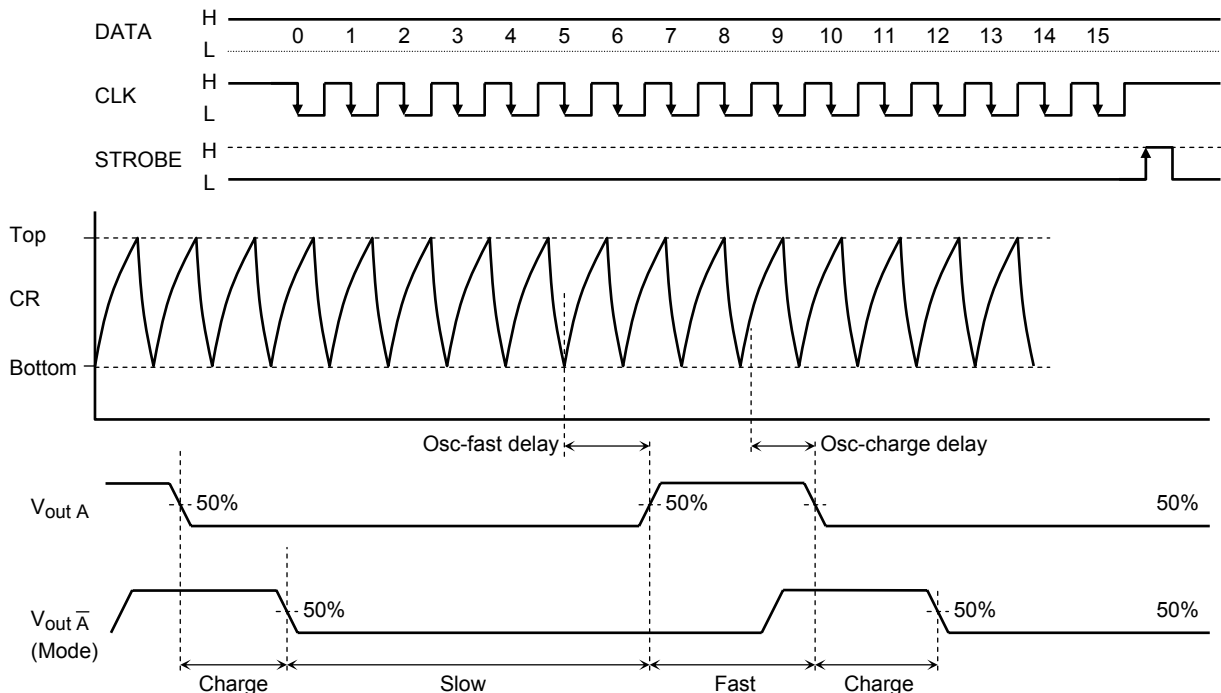 H
DATA
0 1 2 3 4 5 6 7 8 9 10 11 12 13 14 15
L
H
CLK
L
H
STROBE
L
Top
CR
Bottom
Osc-fast delay
Osc-charge delay
Vout A
50% 50% 50%
Vout A̅
(Mode)
50% 50% 50%
Charge Slow Fast Charge